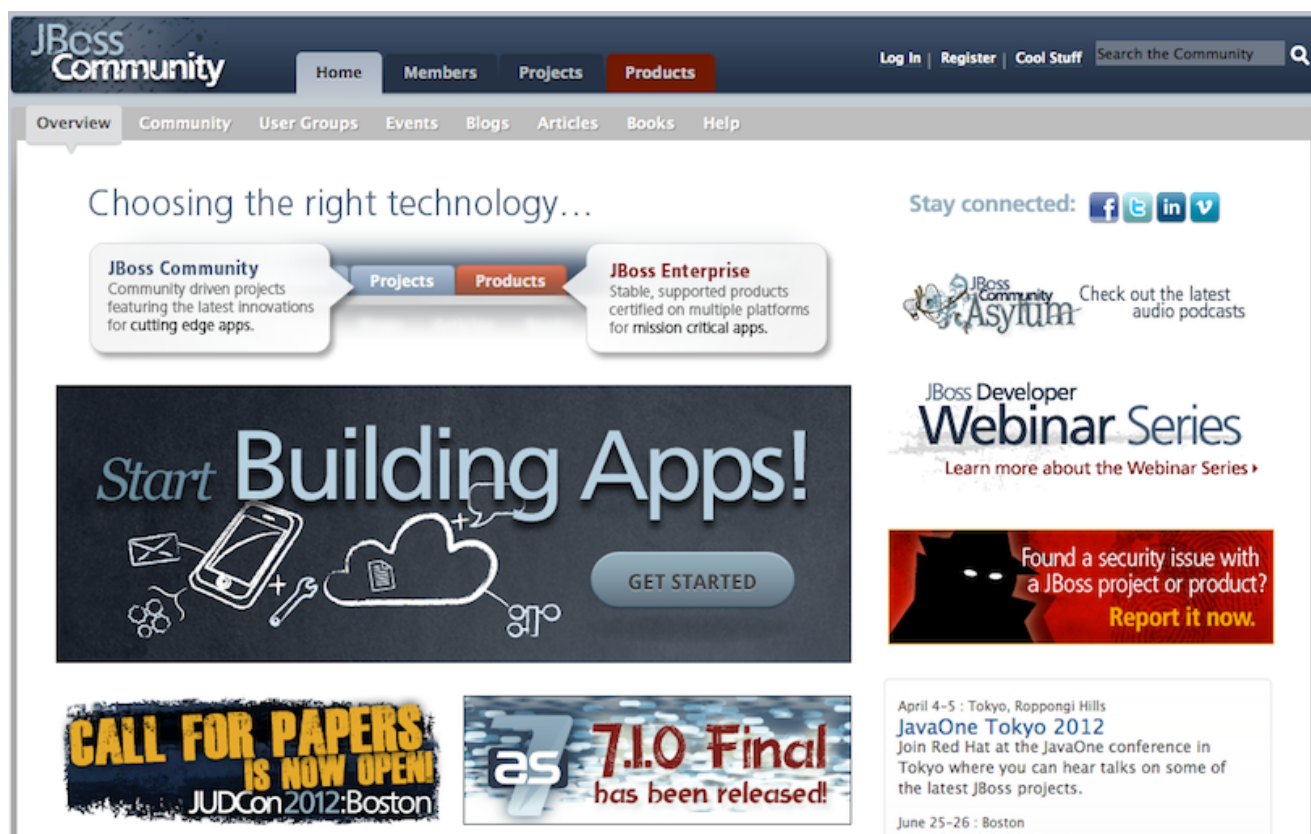 JBoss
Community
Home
Members
Projects
Products
Log In | Register | Cool Stuff
Search the Community
Overview
Community
User Groups
Events
Blogs
Articles
Books
Help
Choosing the right technology...
JBoss Community
Community driven projects
featuring the latest innovations
for cutting edge apps.
Projects
Products
JBoss Enterprise
Stable, supported products
certified on multiple platforms
for mission critical apps.
Stay connected:
f
t
in
v
JBoss
Community
Asylum
Check out the latest
audio podcasts
JBoss Developer
Webinar Series
Learn more about the Webinar Series
Start Building Apps!
GET STARTED
Found a security issue with
a JBoss project or product?
Report it now.
CALL FOR PAPERS
IS NOW OPEN!
JUDCon2012:Boston
as
7
7.1.0 Final
has been released!
April 4-5 : Tokyo, Roppongi Hills
JavaOne Tokyo 2012
Join Red Hat at the JavaOne conference in
Tokyo where you can hear talks on some of
the latest JBoss projects.
June 25-26 : Boston